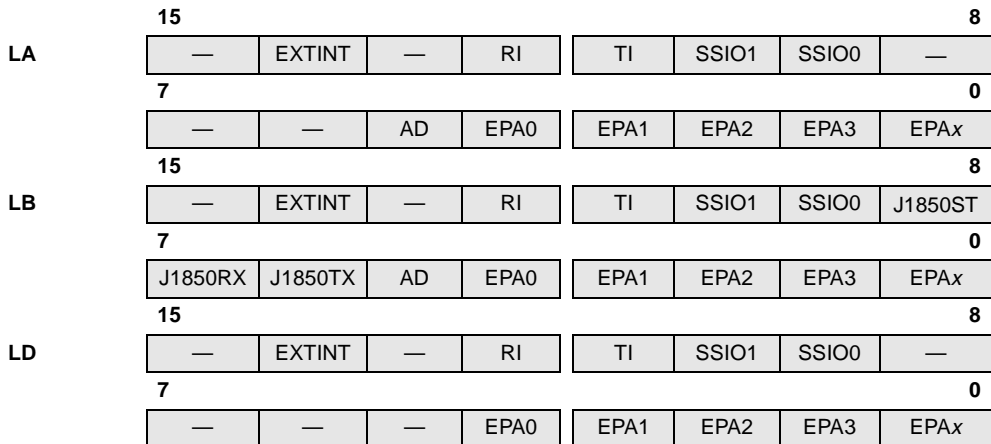 15 8
LA — EXTINT — RI TI SSIO1 SSIO0 —
7 0
— — AD EPA0 EPA1 EPA2 EPA3 EPAx
15 8
LB — EXTINT — RI TI SSIO1 SSIO0 J1850ST
7 0
J1850RX J1850TX AD EPA0 EPA1 EPA2 EPA3 EPAx
15 8
LD — EXTINT — RI TI SSIO1 SSIO0 —
7 0
— — — EPA0 EPA1 EPA2 EPA3 EPAx